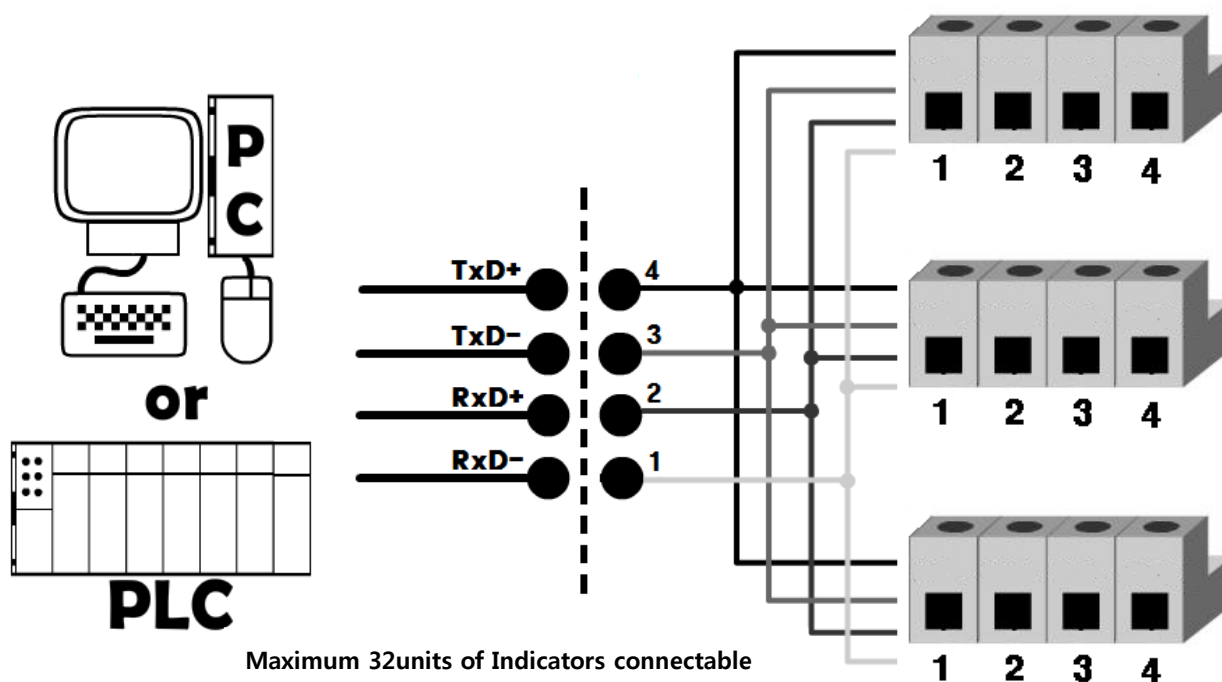 P
C
or
PLC
TxD+
TxD-
RxD+
RxD-
4
3
2
1
1 2 3 4
1 2 3 4
1 2 3 4
Maximum 32units of Indicators connectable